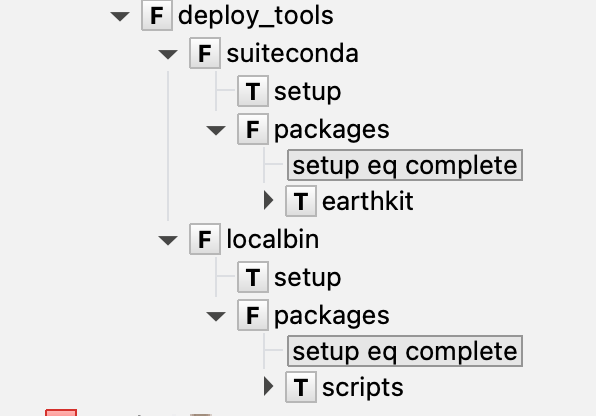 F deploy_tools
F suiteconda
T setup
F packages
setup eq complete
T earthkit
F localbin
T setup
F packages
setup eq complete
T scripts